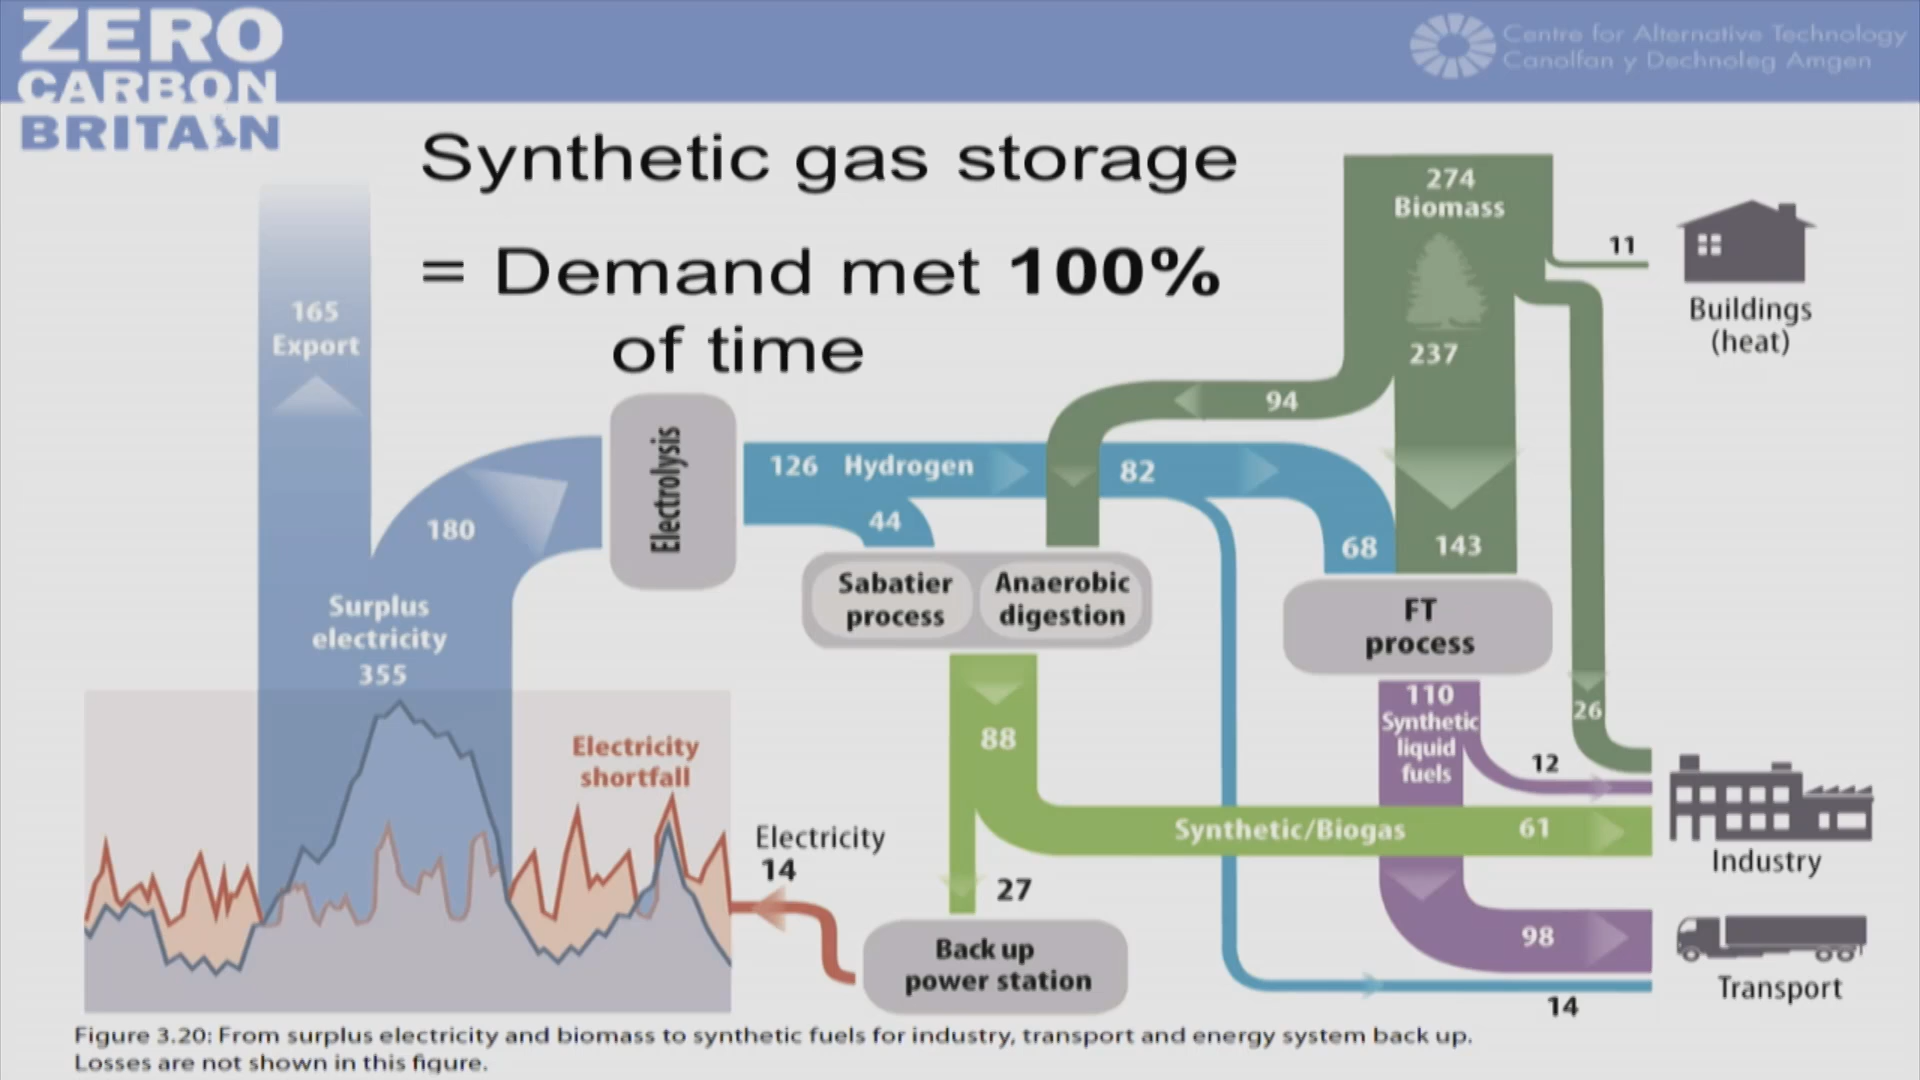 ZERO
CARBON
BRITAIN
Centre for Alternative Technology
Canolfan y Dechnoleg Amgen
Synthetic gas storage
= Demand met 100%
of time
274
Biomass
11
Buildings
(heat)
165
Export
237
94
Electrolysis
126 Hydrogen
82
180
44
68
143
Sabatier
process
Anaerobic
digestion
FT
process
Surplus
electricity
355
110
Synthetic
liquid
fuels
26
88
12
Electricity
shortfall
Synthetic/Biogas
61
Industry
Electricity
14
27
Back up
power station
98
Transport
14
Figure 3.20: From surplus electricity and biomass to synthetic fuels for industry, transport and energy system back up.
Losses are not shown in this figure.